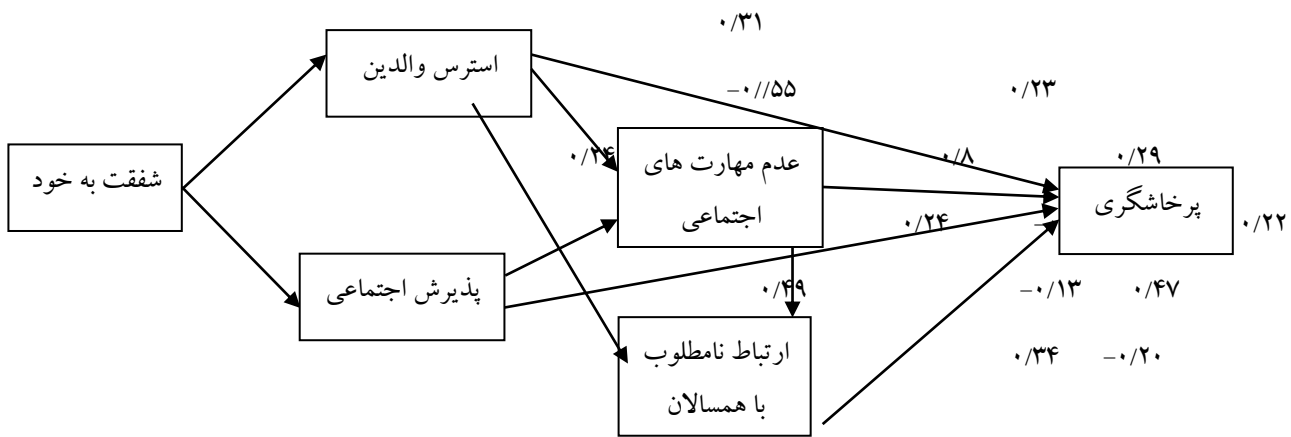 ۰/۳۱
استرس والدین
−۰//۵۵
۰/۲۳
۰/۲۴
عدم مهارت های
اجتماعی
۰/۸
۰/۲۹
شفقت به خود
پرخاشگری
۰/۲۴
۰/۲۲
پذیرش اجتماعی
۰/۴۹
−۰/۱۳
۰/۴۷
ارتباط نامطلوب
با همسالان
۰/۳۴
−۰/۲۰